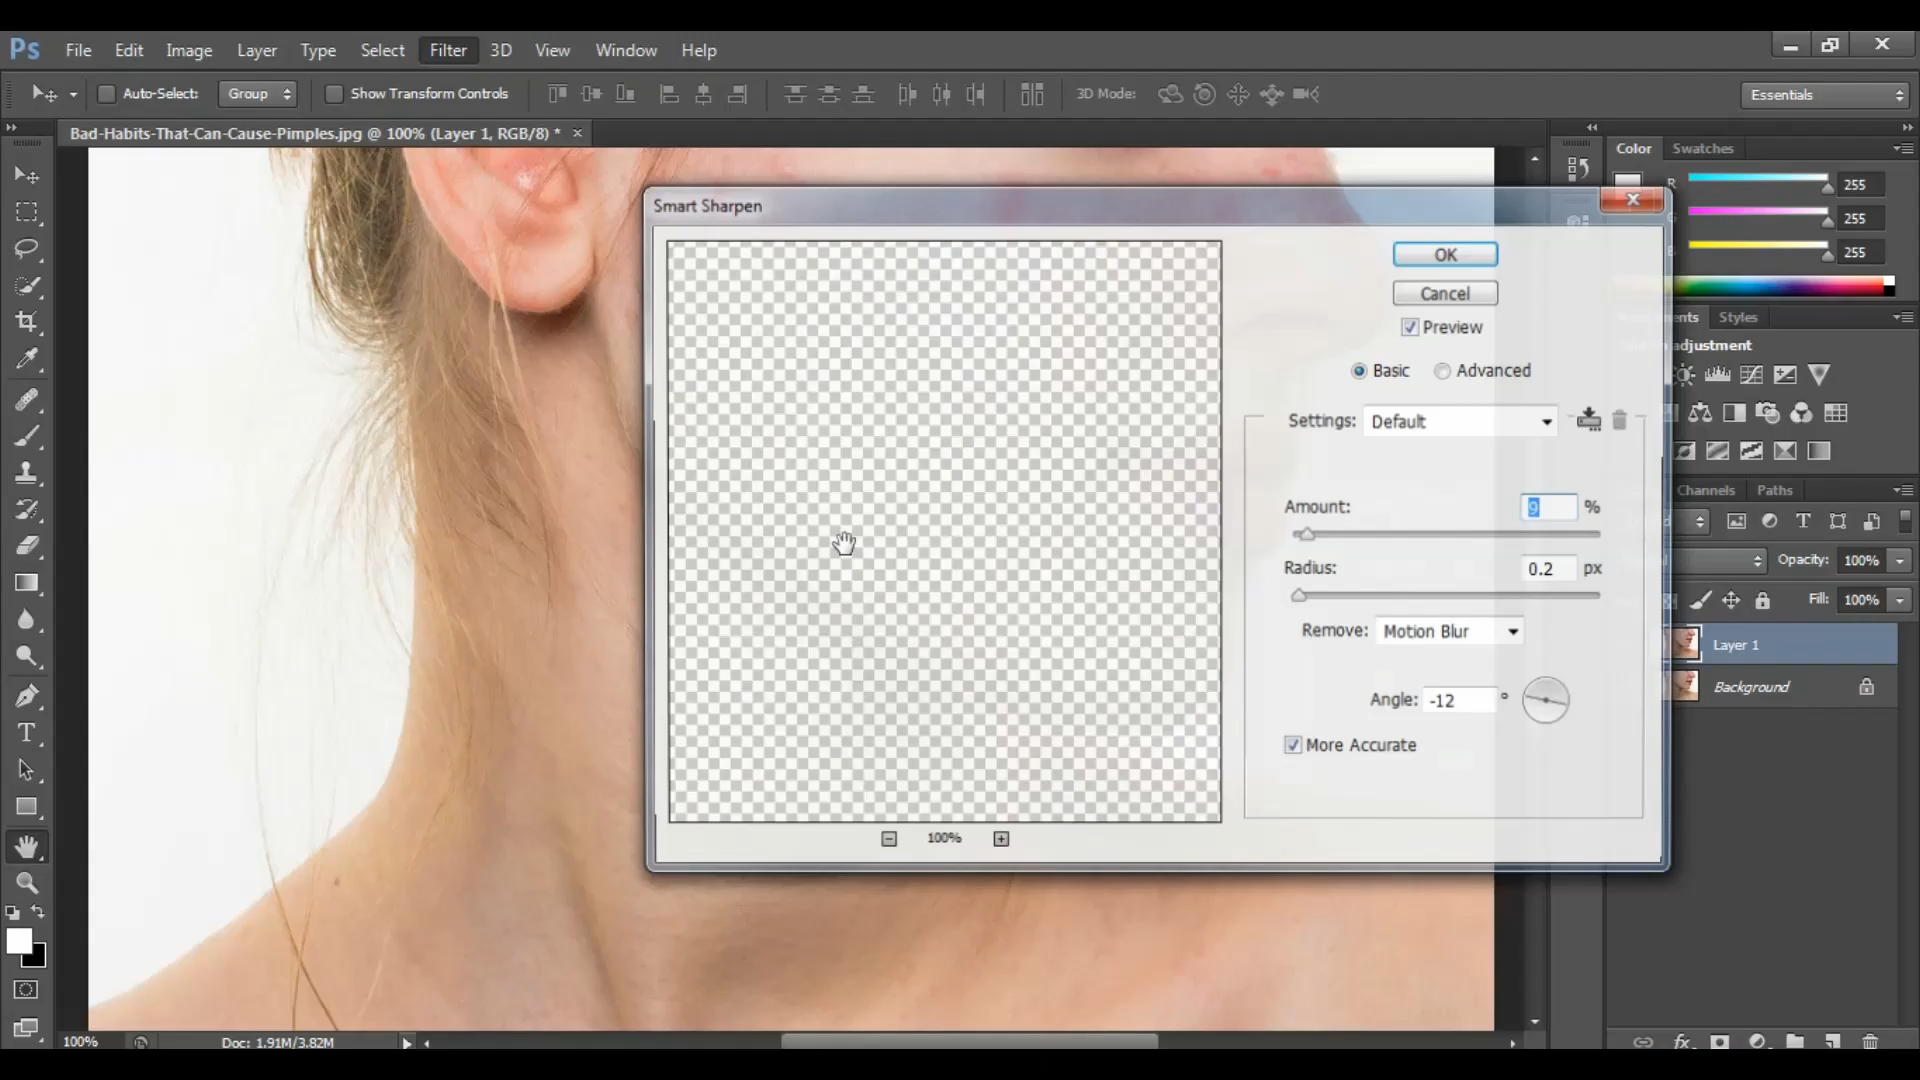 Ps File Edit Image Layer Type Select Filter 3D View Window Help
Auto-Select: Group Show Transform Controls 3D Mode: Essentials
Bad-Habits-That-Can-Cause-Pimples.jpg @ 100% (Layer 1, RGB/8) * ×
Color Swatches
R 255
255
255
Smart Sharpen
OK
Cancel
Preview
Basic Advanced
Settings: Default
Amount: 9 %
Radius: 0.2 px
Remove: Motion Blur
Angle: -12 °
More Accurate
100%
Styles
adjustment
Channels Paths
Opacity: 100%
Fill: 100%
Layer 1
Background
100% Doc: 1.91M/3.82M